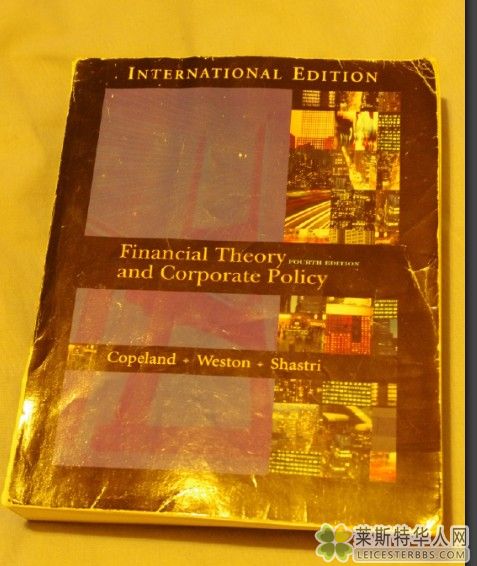 INTERNATIONAL EDITION
Financial Theory FOURTH EDITION
and Corporate Policy
Copeland • Weston • Shastri
莱斯特华人网
LEICESTERBBS.COM